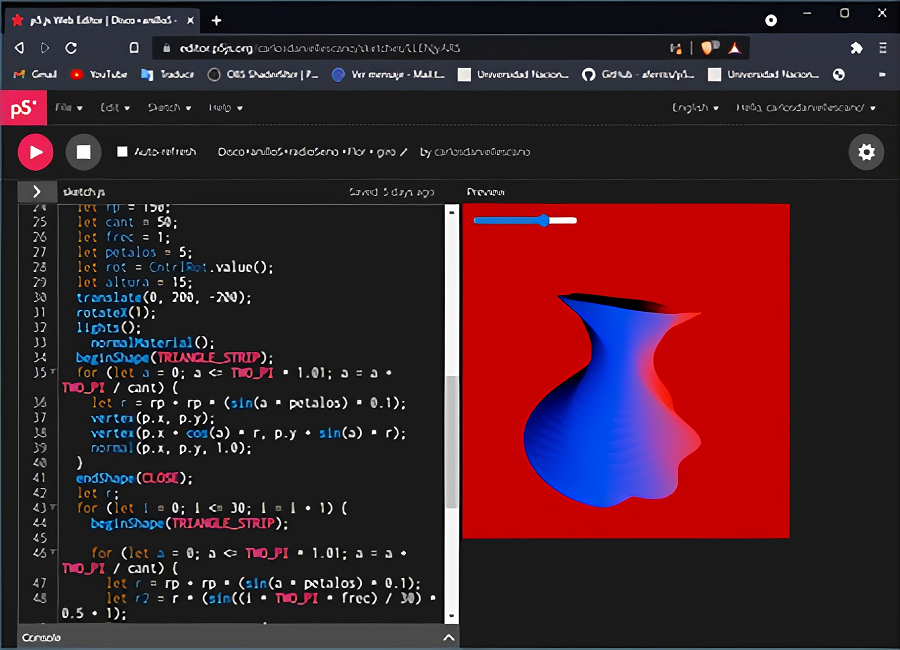 p5.js Web Editor | Disco+anillo5-
editor.p5js.org/carlosdanielescano/sketches/
Gmail YouTube Traducir Ver mensaje - Mail... Universidad Nacion... GitHub - Universidad Nacion...
p5* File Edit Sketch Help English Hello, carlosdanielescano!
Auto-refresh Disco+anillo5+radioSeno+flor+giro by carlosdanielescano
sketch.js Saved: 5 days ago Preview
24 let rp = 150;
25 let cant = 50;
26 let frec = 1;
27 let petalos = 5;
28 let rot = CntrlRot.value();
29 let altura = 15;
30 translate(0, 200, -200);
31 rotateX(1);
32 lights();
33 normalMaterial();
34 beginShape(TRIANGLE_STRIP);
35 for (let a = 0; a <= TWO_PI * 1.01; a = a +
TWO_PI / cant) {
36 let r = rp + rp * (sin(a * petalos) * 0.1);
37 vertex(p.x, p.y);
38 vertex(p.x + cos(a) * r, p.y + sin(a) * r);
39 normal(p.x, p.y, 1.0);
40 }
41 endShape(CLOSE);
42 let r;
43 for (let i = 0; i <= 30; i = i + 1) {
44 beginShape(TRIANGLE_STRIP);
45
46 for (let a = 0; a <= TWO_PI * 1.01; a = a +
TWO_PI / cant) {
47 let r = rp + rp * (sin(a * petalos) * 0.1);
48 let r2 = r * (sin((i * TWO_PI * frec) / 30) *
0.5 + 1);
Console